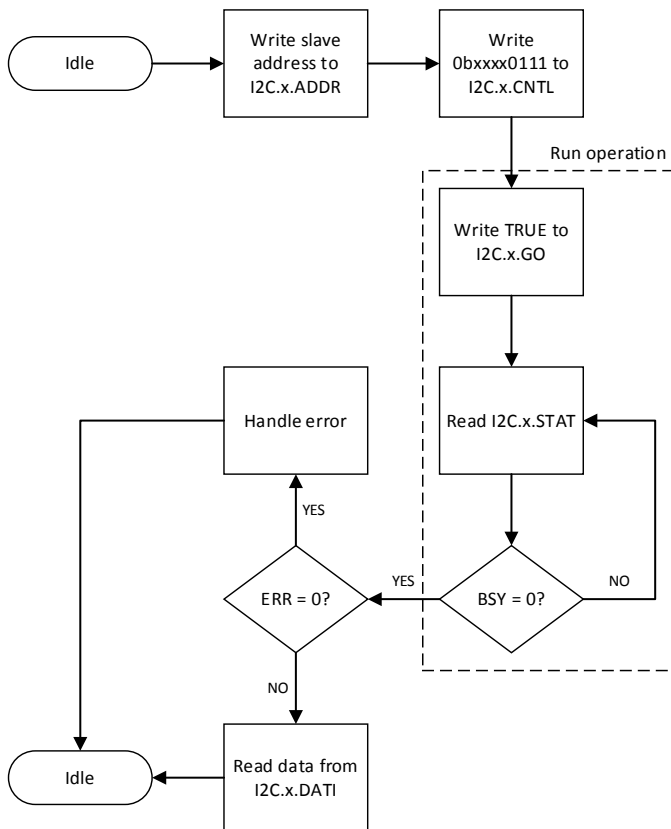 Idle
Write slave
address to
I2C.x.ADDR
Write
0bxxxx0111 to
I2C.x.CNTL
Run operation
Write TRUE to
I2C.x.GO
Handle error
Read I2C.x.STAT
YES
ERR = 0?
YES
BSY = 0?
NO
NO
Idle
Read data from
I2C.x.DATI